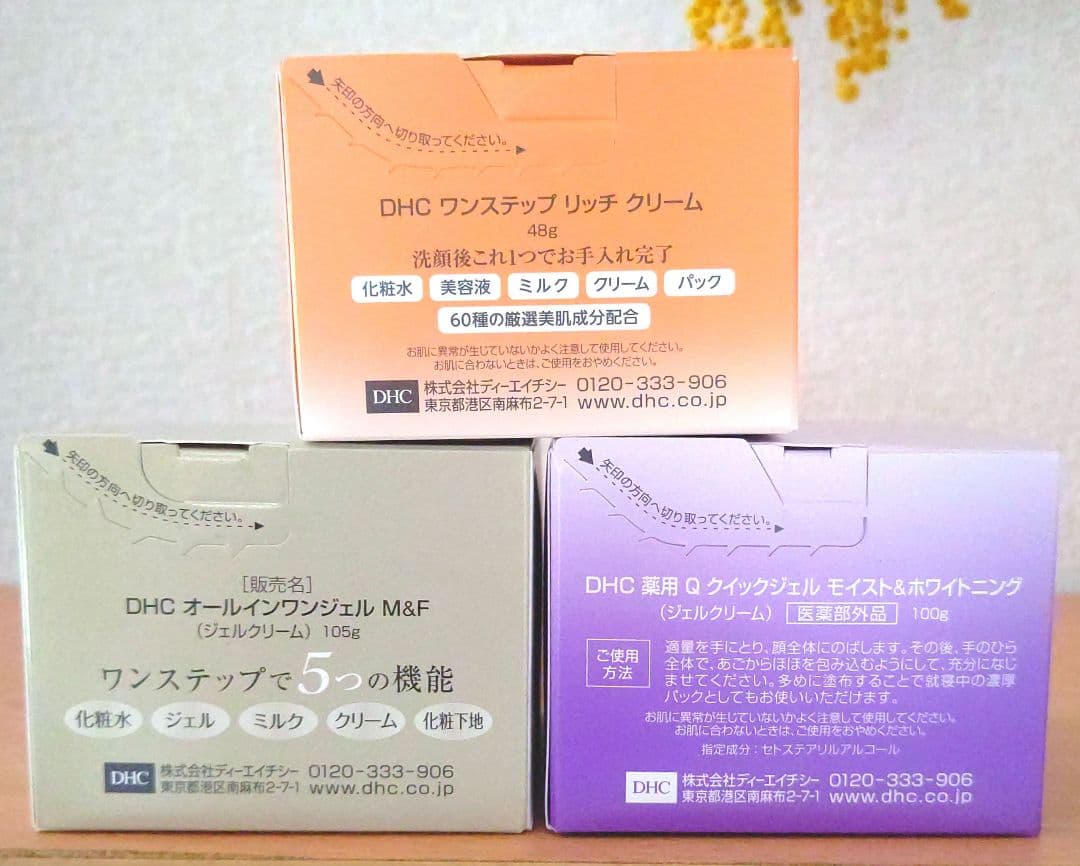 矢印の方向へ切り取ってください。
DHC ワンステップ リッチ クリーム
48g
洗顔後これ1つでお手入れ完了
化粧水 美容液 ミルク クリーム パック
60種の厳選美肌成分配合
お肌に異常が生じていないかよく注意して使用してください。
お肌に合わないときは、ご使用をおやめください。
DHC 株式会社ディーエイチシー 0120-333-906
東京都港区南麻布2-7-1 www.dhc.co.jp
矢印の方向へ切り取ってください。
[販売名]
DHC オールインワンジェル M&F
(ジェルクリーム) 105g
ワンステップで5つの機能
化粧水 ジェル ミルク クリーム 化粧下地
DHC 株式会社ディーエイチシー 0120-333-906
東京都港区南麻布2-7-1 www.dhc.co.jp
矢印の方向へ切り取ってください。
DHC 薬用 Q クイックジェル モイスト&ホワイトニング
(ジェルクリーム) 医薬部外品 100g
ご使用
方法
適量を手にとり、顔全体にのばします。その後、手のひら
全体で、あごからほほを包み込むようにして、充分になじ
ませてください。多めに塗布することで就寝中の濃厚
パックとしてもお使いいただけます。
お肌に異常が生じていないかよく注意して使用してください。
お肌に合わないときは、ご使用をおやめください。
指定成分：セトステアリルアルコール
DHC 株式会社ディーエイチシー 0120-333-906
東京都港区南麻布2-7-1 www.dhc.co.jp